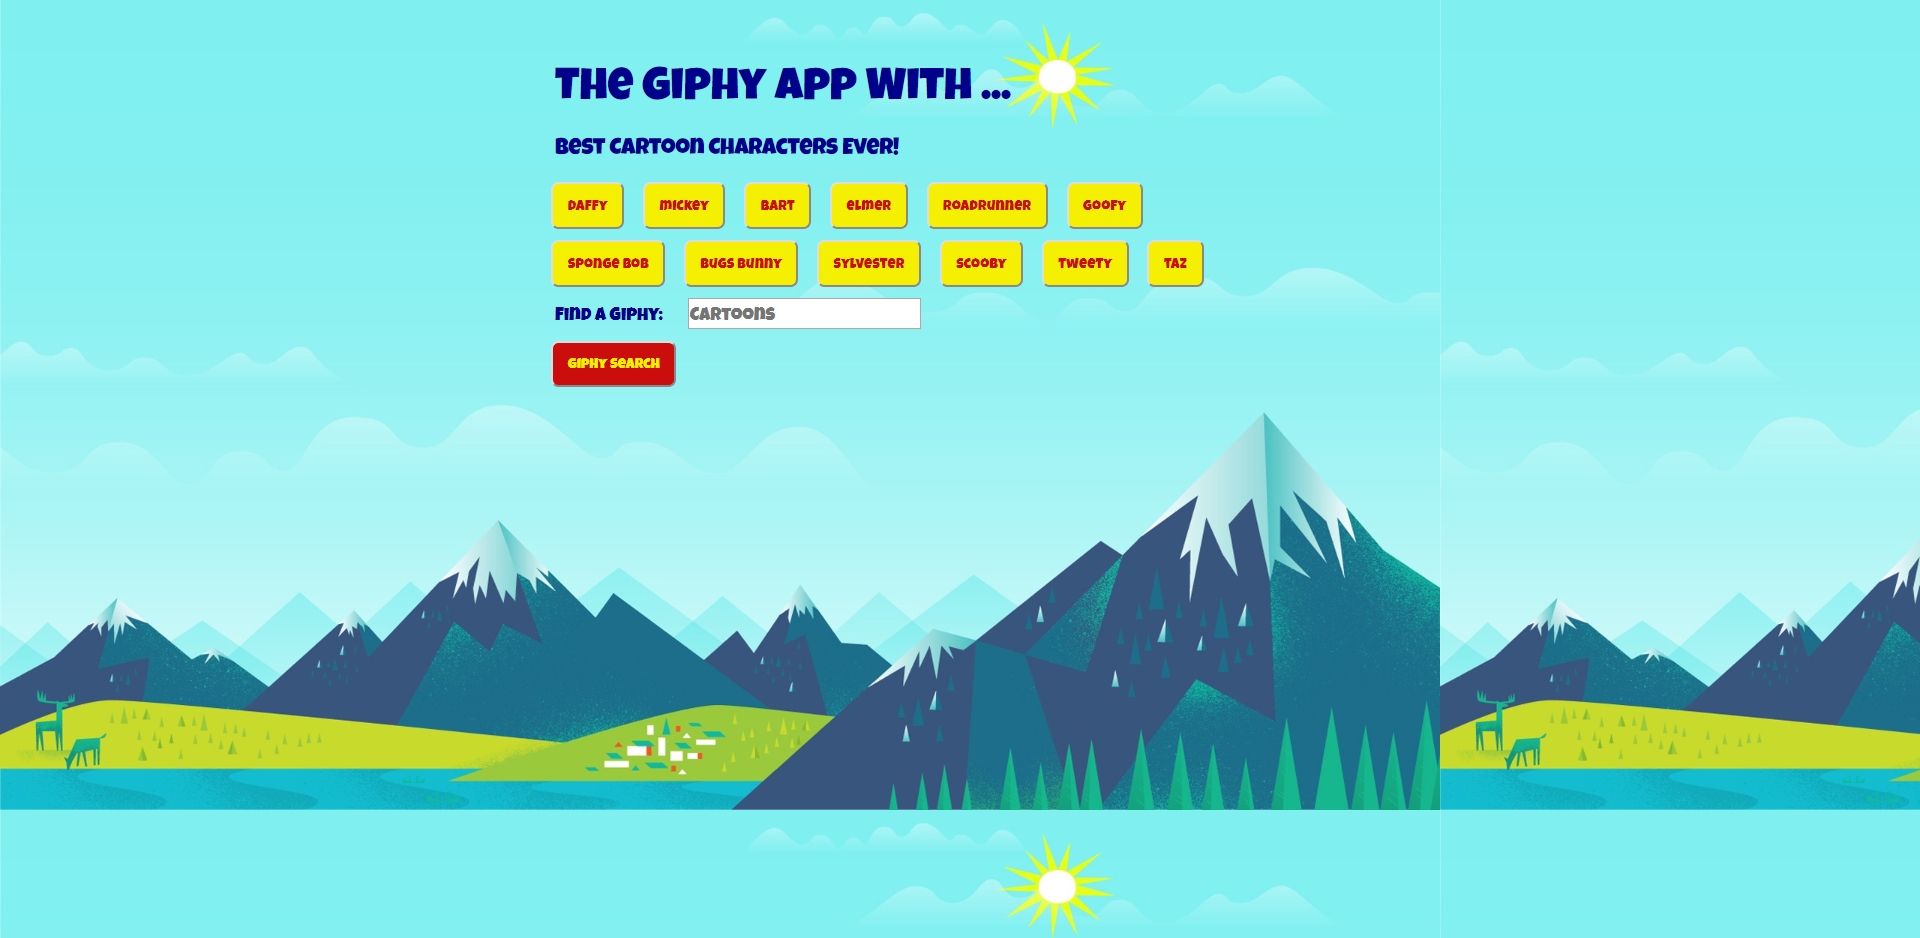 THE GIPHY APP WITH ...
BEST CARTOON CHARACTERS EVER!
DAFFY MICKEY BART ELMER ROADRUNNER GOOFY
SPONGE BOB BUGS BUNNY SYLVESTER SCOOBY TWEETY TAZ
FIND A GIPHY: CARTOONS
GIPHY SEARCH